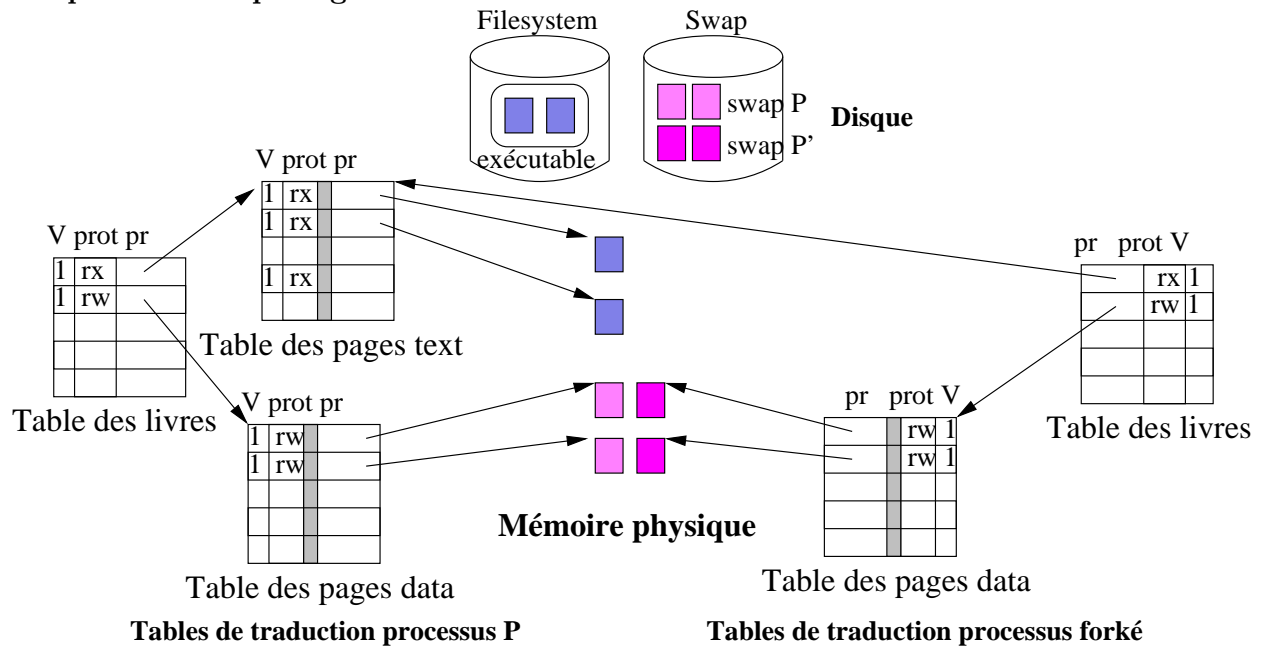 Filesystem Swap
swap P
swap P'
Disque
exécutable
V prot pr
1 rx
1 rx
1 rx
Table des pages text
V prot pr
1 rx
1 rw
Table des livres
pr prot V
rx 1
rw 1
Table des livres
V prot pr
1 rw
1 rw
Table des pages data
pr prot V
rw 1
rw 1
Table des pages data
Mémoire physique
Tables de traduction processus P
Tables de traduction processus forké